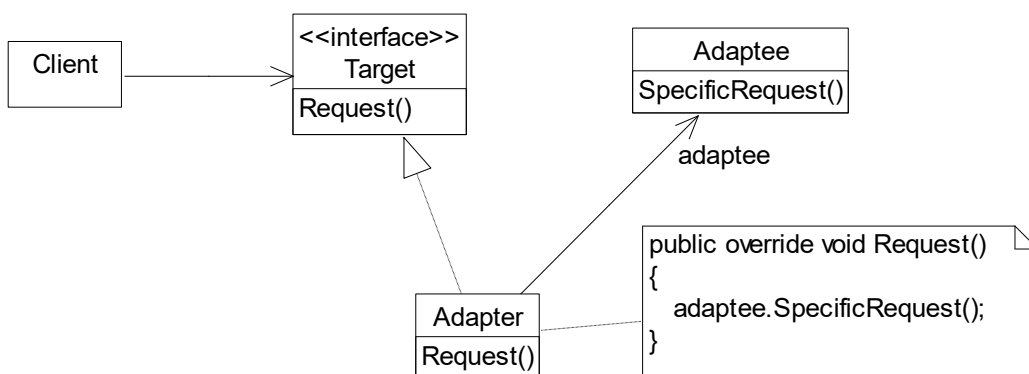 Client
<<interface>>
Target
Request()
Adaptee
SpecificRequest()
adaptee
Adapter
Request()
public override void Request()
{
adaptee.SpecificRequest();
}